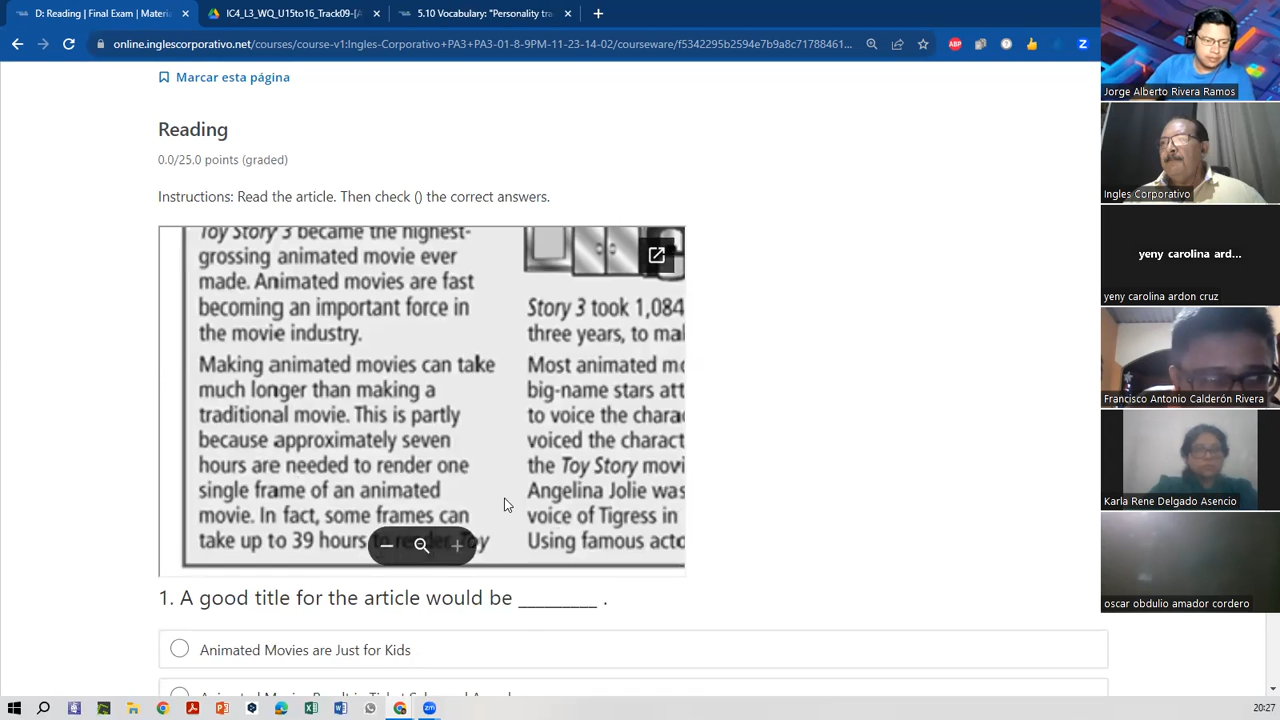 D: Reading | Final Exam | Materi
IC4_L3_WQ_U15to16_Track09-[A
5.10 Vocabulary: "Personality tra
online.inglescorporativo.net/courses/course-v1:Ingles-Corporativo+PA3+PA3-01-8-9PM-11-23-14-02/courseware/f5342295b2594e7b9a8c71788461...
ABP
Marcar esta página
Reading
0.0/25.0 points (graded)
Instructions: Read the article. Then check () the correct answers.
Toy Story 3 became the highest-
grossing animated movie ever
made. Animated movies are fast
becoming an important force in
the movie industry.
Making animated movies can take
much longer than making a
traditional movie. This is partly
because approximately seven
hours are needed to render one
single frame of an animated
movie. In fact, some frames can
take up to 39 hours to render. Toy
Story 3 took 1,084
three years, to mal
Most animated mo
big-name stars att
to voice the chara
voiced the charact
the Toy Story movi
Angelina Jolie was
voice of Tigress in
Using famous acto
1. A good title for the article would be _________ .
Animated Movies are Just for Kids
Jorge Alberto Rivera Ramos
Ingles Corporativo
yeny carolina ard...
yeny carolina ardon cruz
Francisco Antonio Calderón Rivera
Karla Rene Delgado Asencio
oscar obdulio amador cordero
20:27